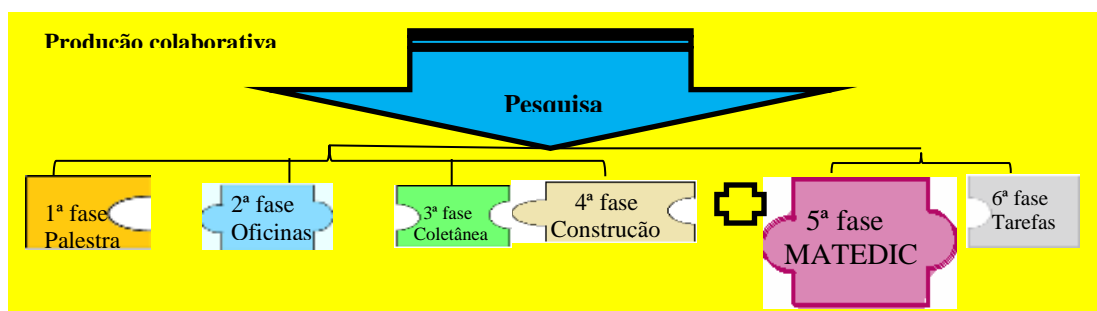 Produção colaborativa
Pesquisa
1ª fase
Palestra
2ª fase
Oficinas
3ª fase
Coletânea
4ª fase
Construcão
5ª fase
MATEDIC
6ª fase
Tarefas